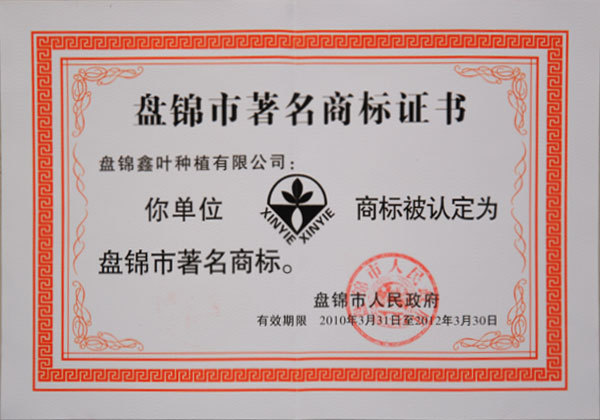 盘锦市著名商标证书
盘锦鑫叶种植有限公司：
你单位 XINYIE XINYIE 商标被认定为
盘锦市著名商标。
盘锦市人民政府
有效期限 2010年3月31日至2012年3月30日